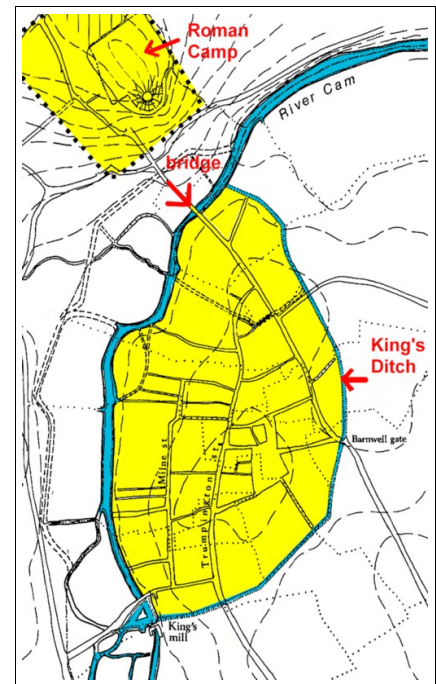 Roman
Camp
River Cam
bridge
King's
Ditch
Barnwell gate
Milne st
Trumpington st.
King's
mill